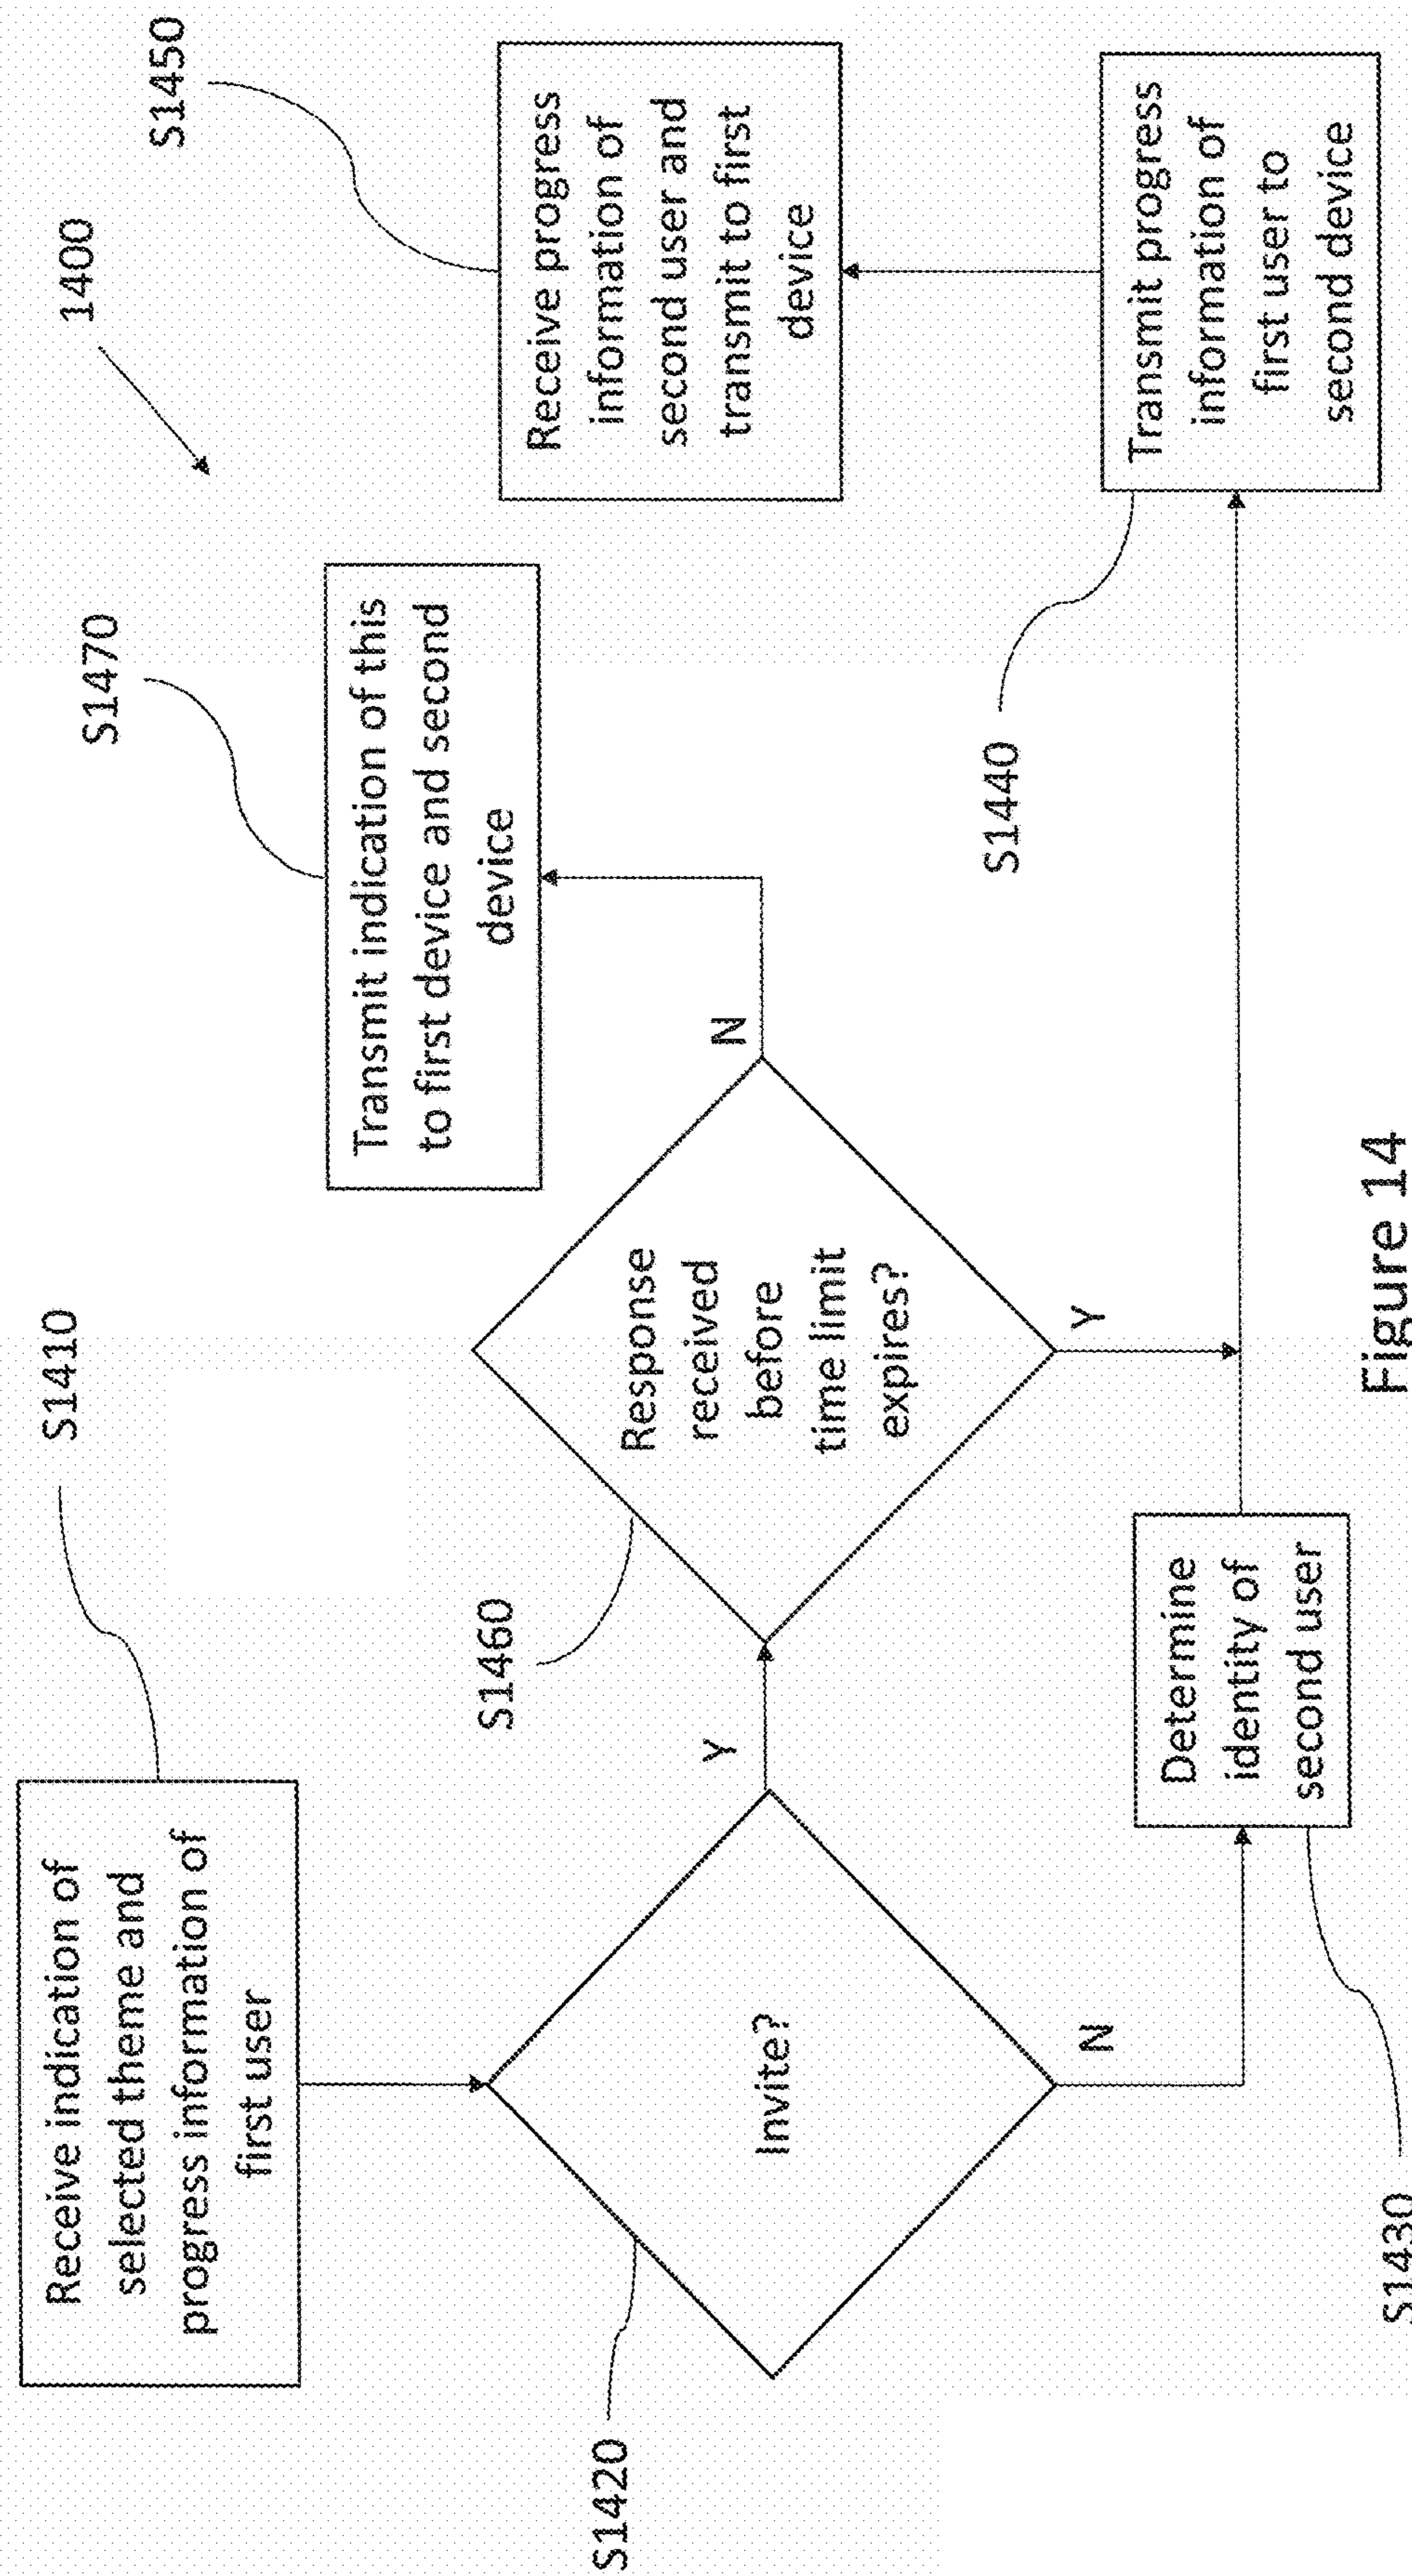 1400
S1410
Receive indication of
selected theme and
progress information of
first user
S1420
Invite?
Y
N
S1430
Determine
identity of
second user
S1460
Response
received
before
time limit
expires?
N
Y
S1470
Transmit indication of this
to first device and second
device
S1440
Transmit progress
information of
first user to
second device
S1450
Receive progress
information of
second user and
transmit to first
device
Figure 14